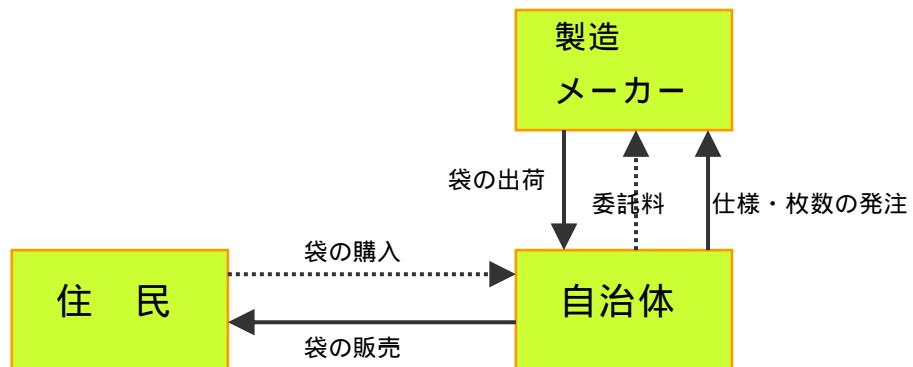 製造
メーカー
袋の出荷
委託料
仕様・枚数の発注
袋の購入
住　民
自治体
袋の販売